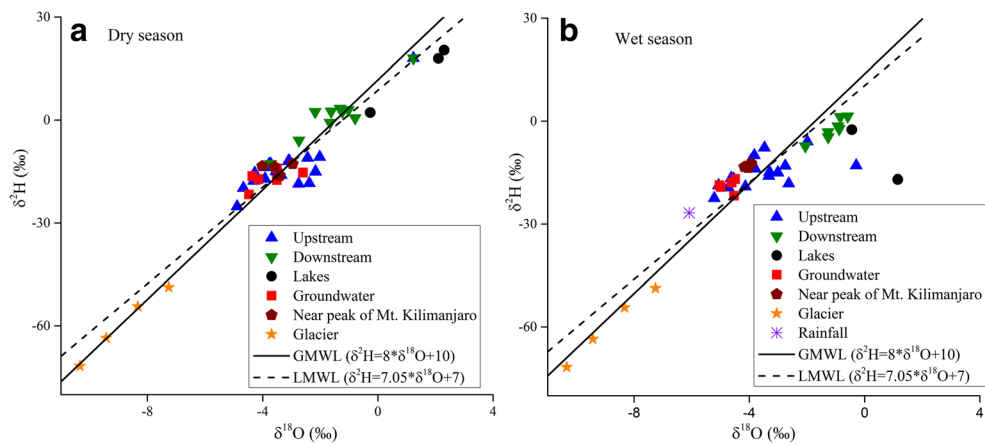 a Dry season
30
0
-30
-60
δ²H (‰)
-8
-4
0
4
δ¹⁸O (‰)
Upstream
Downstream
Lakes
Groundwater
Near peak of Mt. Kilimanjaro
Glacier
GMWL (δ²H=8*δ¹⁸O+10)
LMWL (δ²H=7.05*δ¹⁸O+7)
b Wet season
30
0
-30
-60
δ²H (‰)
-8
-4
0
4
δ¹⁸O (‰)
Upstream
Downstream
Lakes
Groundwater
Near peak of Mt. Kilimanjaro
Glacier
Rainfall
GMWL (δ²H=8*δ¹⁸O+10)
LMWL (δ²H=7.05*δ¹⁸O+7)